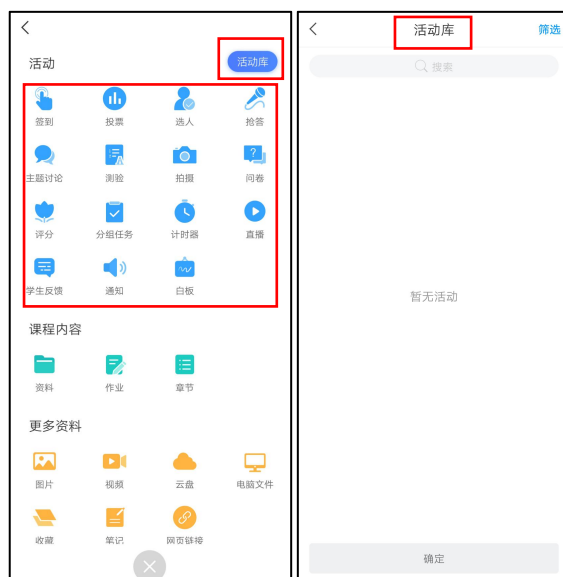 活动
活动库
签到 投票 选人 抢答
主题讨论 测验 拍摄 问卷
评分 分组任务 计时器 直播
学生反馈 通知 白板
课程内容
资料 作业 章节
更多资料
图片 视频 云盘 电脑文件
收藏 笔记 网页链接
活动库
筛选
搜索
暂无活动
确定